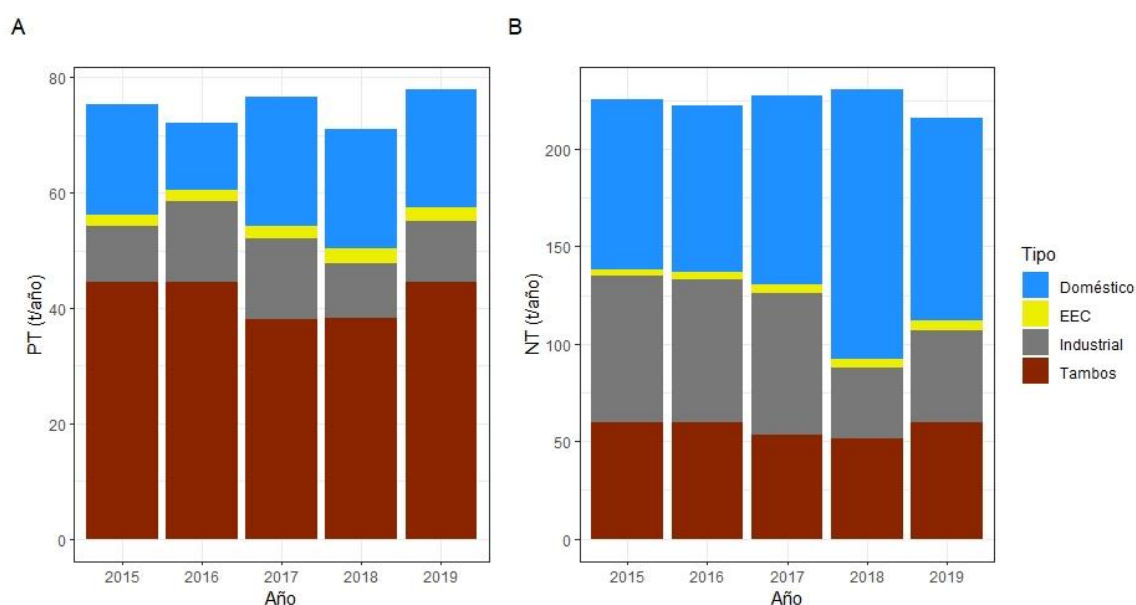 A
B
80
60
40
20
0
PT (t/año)
2015 2016 2017 2018 2019
Año
200
150
100
50
0
NT (t/año)
2015 2016 2017 2018 2019
Año
Tipo
Doméstico
EEC
Industrial
Tambos